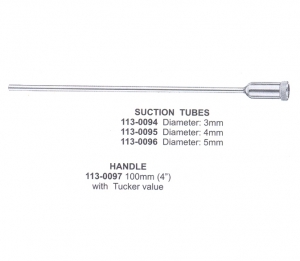 SUCTION TUBES
113-0094 Diameter: 3mm
113-0095 Diameter: 4mm
113-0096 Diameter: 5mm
HANDLE
113-0097 100mm (4")
with Tucker value